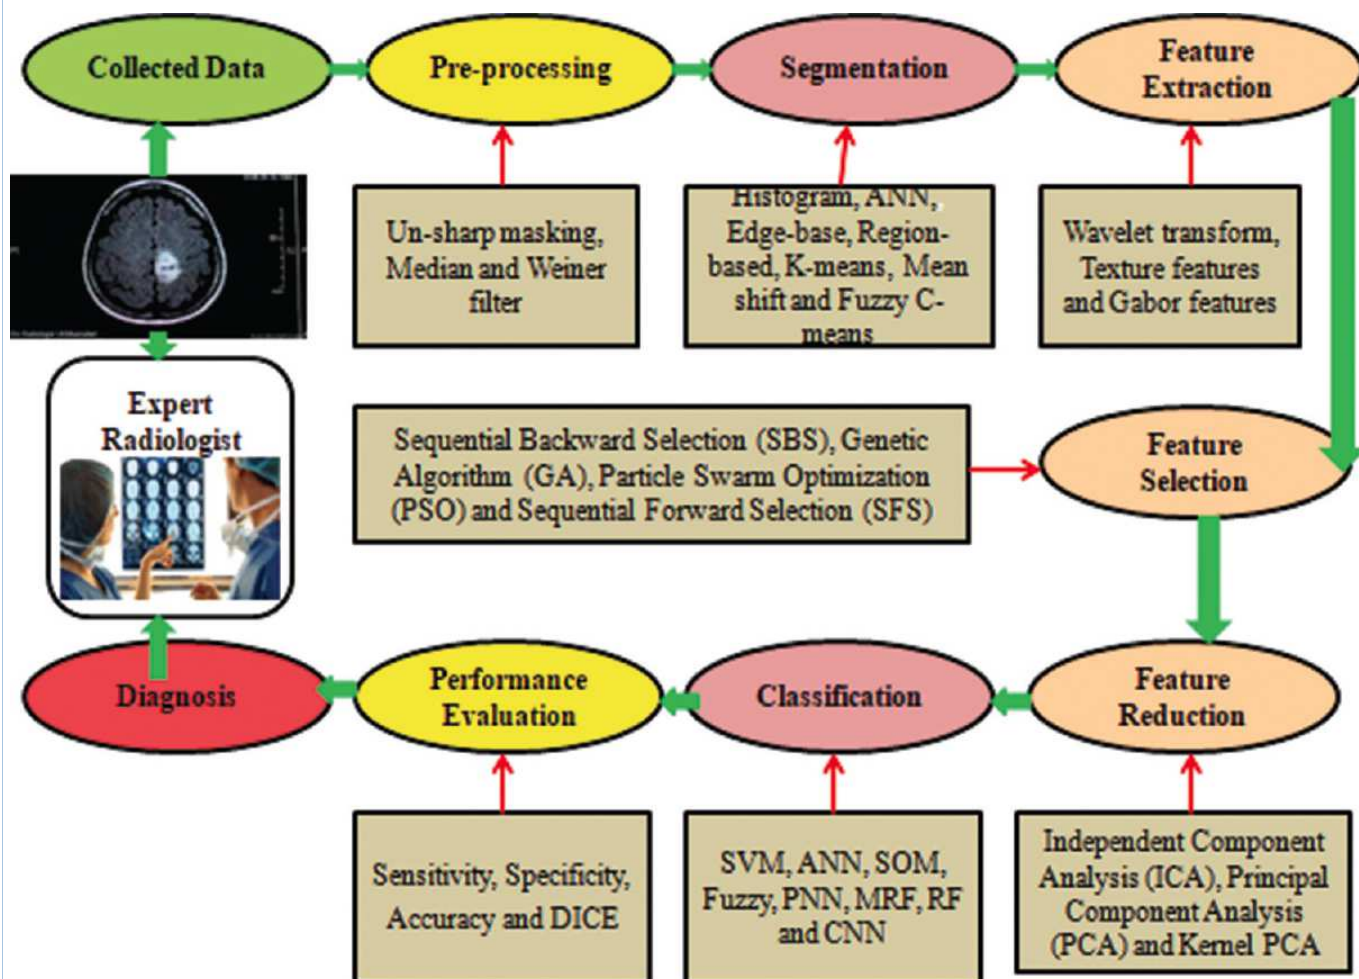 Collected Data
Pre-processing
Segmentation
Feature
Extraction
Un-sharp masking,
Median and Weiner
filter
Histogram, ANN,
Edge-base, Region-
based, K-means, Mean
shift and Fuzzy C-
means
Wavelet transform,
Texture features
and Gabor features
Expert
Radiologist
Sequential Backward Selection (SBS), Genetic
Algorithm (GA), Particle Swarm Optimization
(PSO) and Sequential Forward Selection (SFS)
Feature
Selection
Diagnosis
Performance
Evaluation
Classification
Feature
Reduction
Sensitivity, Specificity,
Accuracy and DICE
SVM, ANN, SOM,
Fuzzy, PNN, MRF, RF
and CNN
Independent Component
Analysis (ICA), Principal
Component Analysis
(PCA) and Kernel PCA